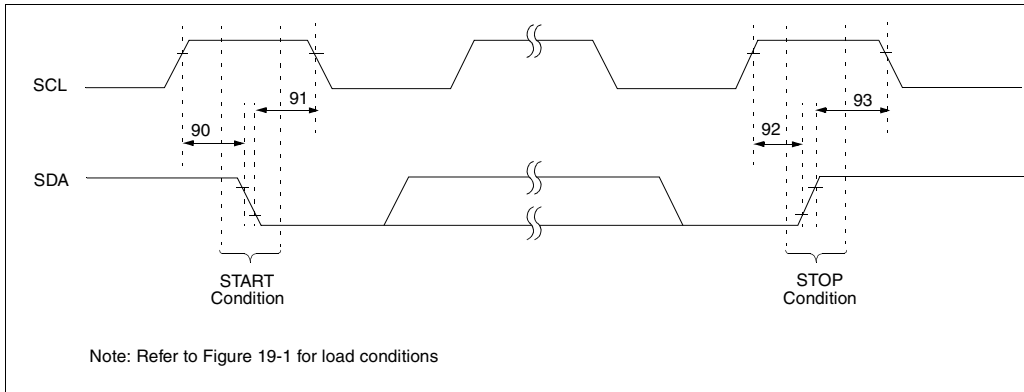 SCL
91
93
90
92
SDA
START
Condition
STOP
Condition
Note: Refer to Figure 19-1 for load conditions